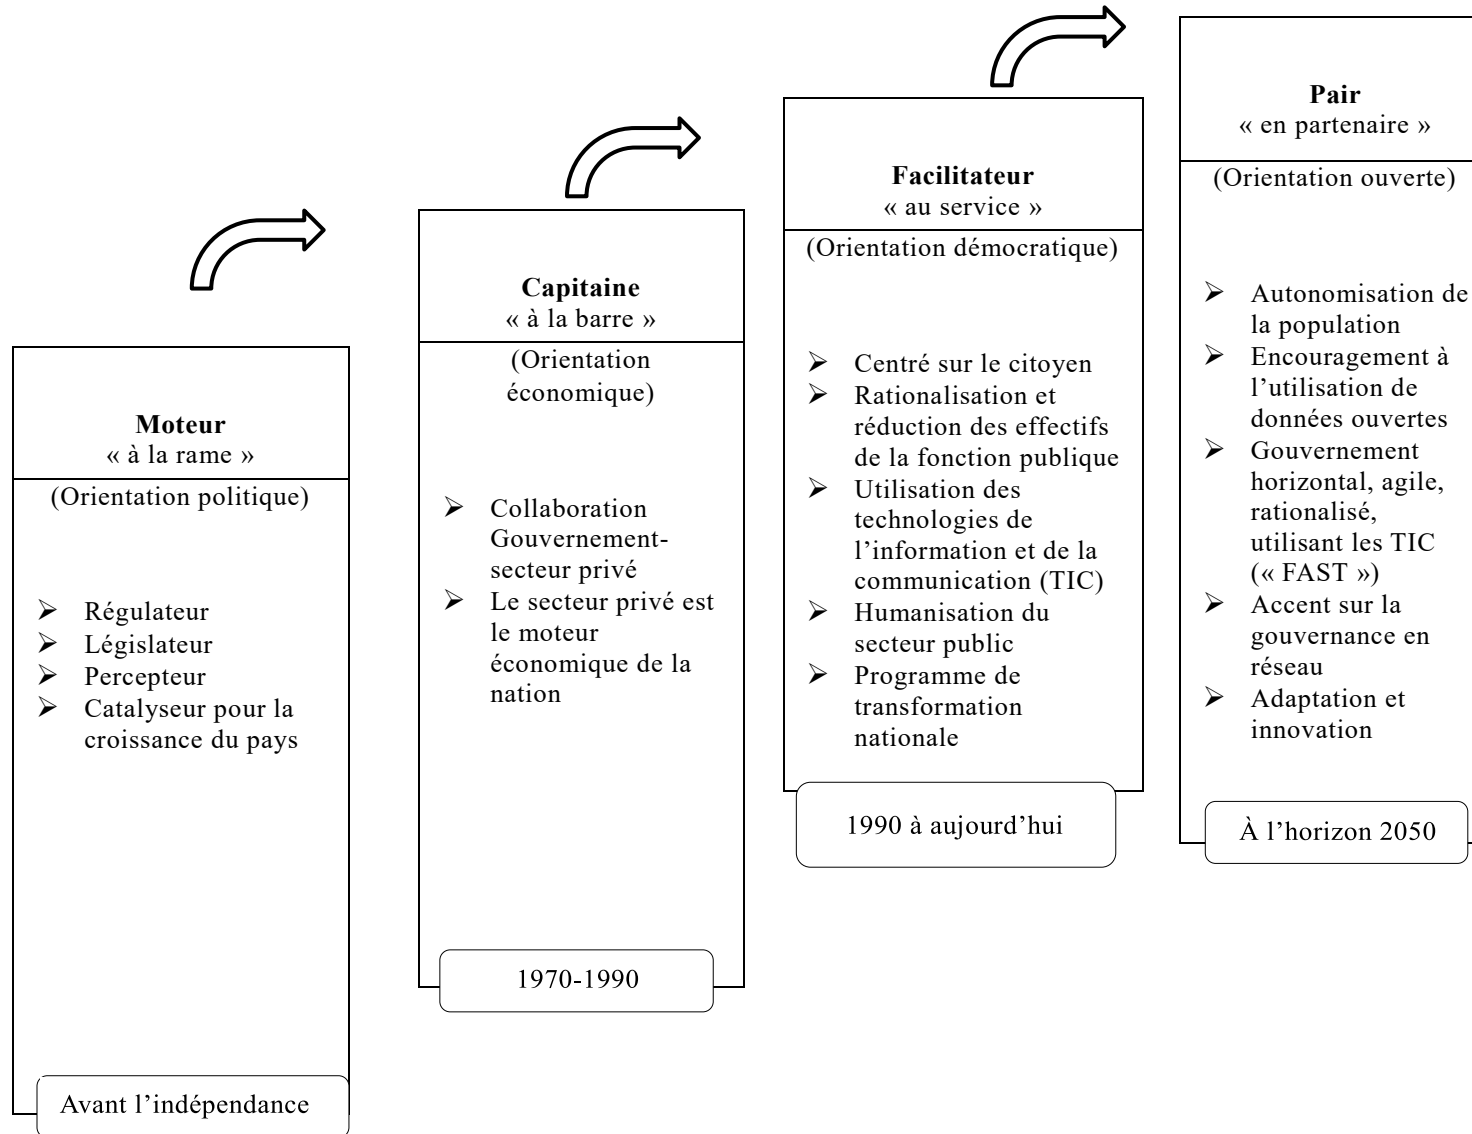 Moteur
« à la rame »
(Orientation politique)
➢ Régulateur
➢ Législateur
➢ Percepteur
➢ Catalyseur pour la
croissance du pays
Avant l’indépendance
Capitaine
« à la barre »
(Orientation
économique)
➢ Collaboration
Gouvernement-
secteur privé
➢ Le secteur privé est
le moteur
économique de la
nation
1970-1990
Facilitateur
« au service »
(Orientation démocratique)
➢ Centré sur le citoyen
➢ Rationalisation et
réduction des effectifs
de la fonction publique
➢ Utilisation des
technologies de
l’information et de la
communication (TIC)
➢ Humanisation du
secteur public
➢ Programme de
transformation
nationale
1990 à aujourd’hui
Pair
« en partenaire »
(Orientation ouverte)
➢ Autonomisation de
la population
➢ Encouragement à
l’utilisation de
données ouvertes
➢ Gouvernement
horizontal, agile,
rationalisé,
utilisant les TIC
(« FAST »)
➢ Accent sur la
gouvernance en
réseau
➢ Adaptation et
innovation
À l’horizon 2050